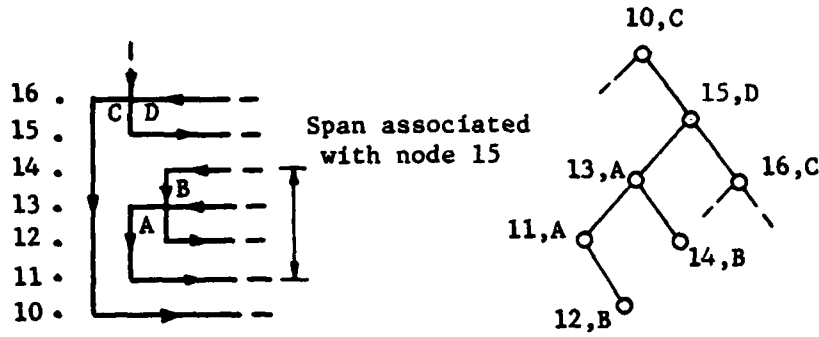 16 .
15 .
14 .
13 .
12 .
11 .
10 .
C D
B
A
Span associated
with node 15
10,C
15,D
13,A
16,C
11,A
14,B
12,B